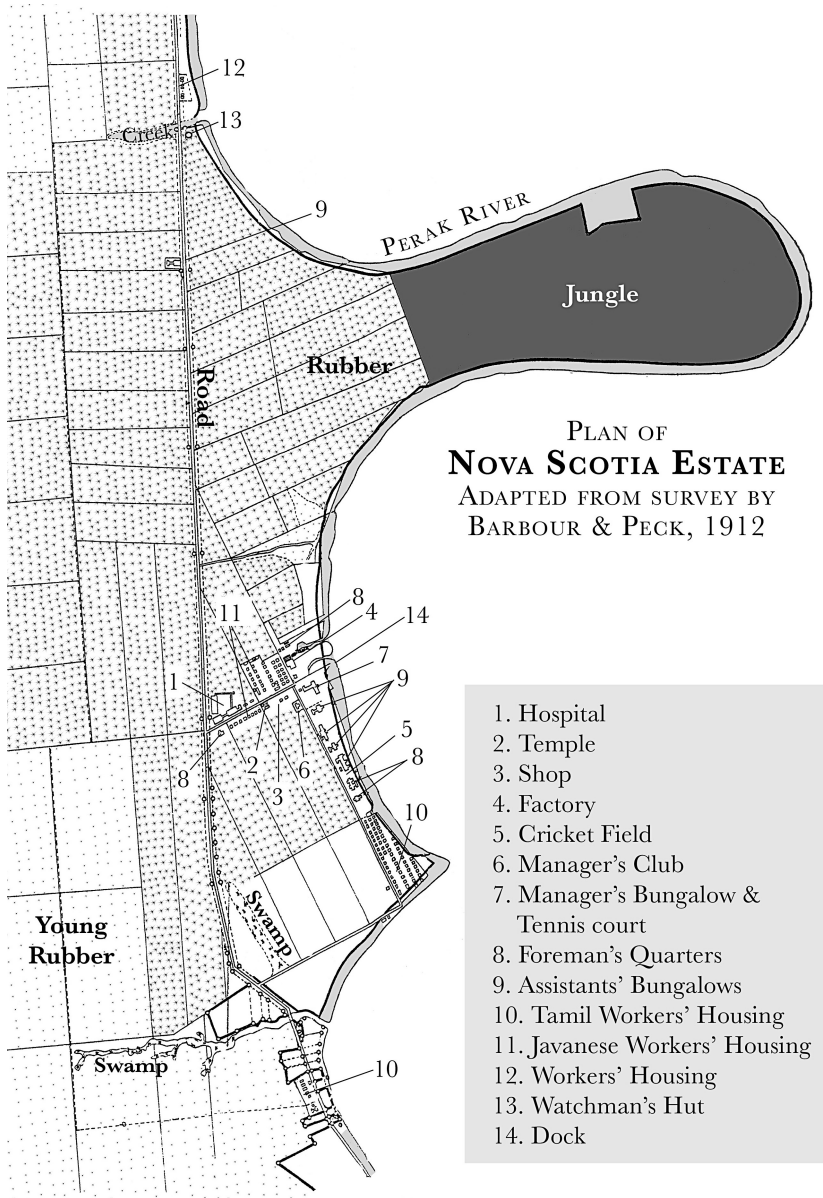 12
13
Creek
9
PERAK RIVER
Jungle
Rubber
Road
PLAN OF
NOVA SCOTIA ESTATE
ADAPTED FROM SURVEY BY
BARBOUR & PECK, 1912
8
4
14
11
7
1
9
5
8
8
2
3
6
10
Swamp
Young
Rubber
Swamp
10
1. Hospital
2. Temple
3. Shop
4. Factory
5. Cricket Field
6. Manager's Club
7. Manager's Bungalow &
Tennis court
8. Foreman's Quarters
9. Assistants' Bungalows
10. Tamil Workers' Housing
11. Javanese Workers' Housing
12. Workers' Housing
13. Watchman's Hut
14. Dock